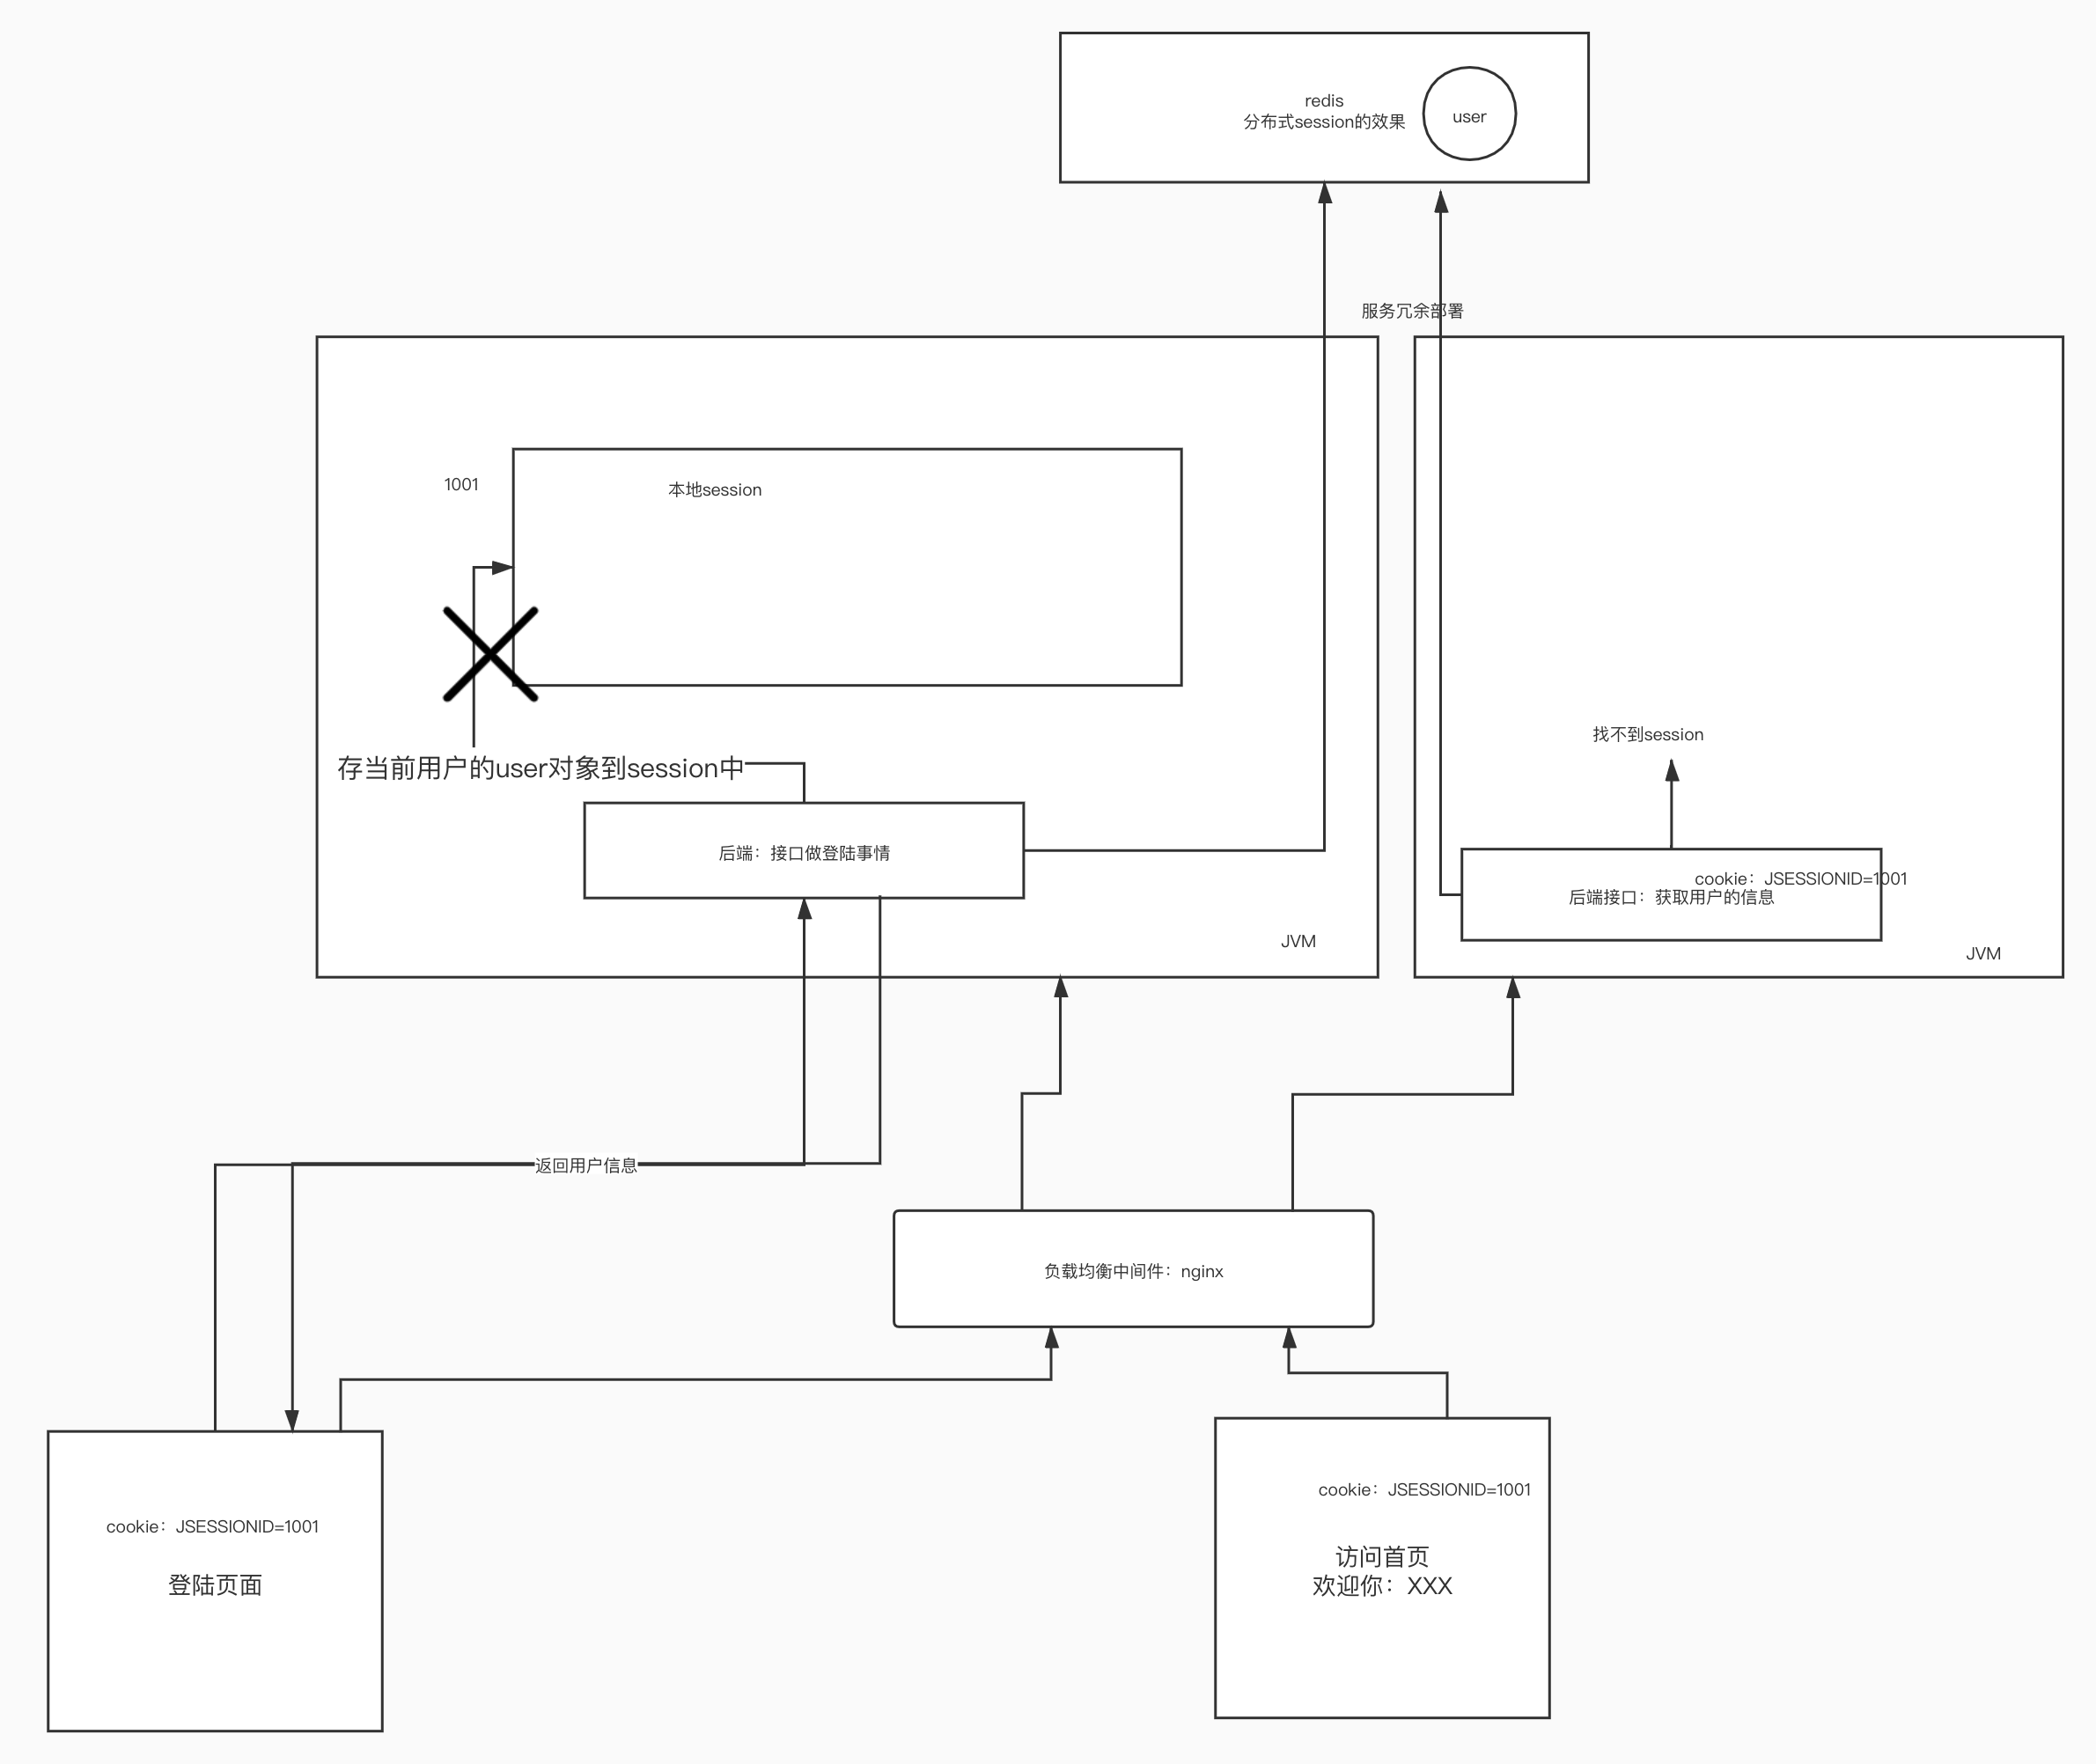 redis
分布式session的效果
user
服务冗余部署
1001
本地session
找不到session
存当前用户的user对象到session中
后端：接口做登陆事情
cookie：JSESSIONID=1001
后端接口：获取用户的信息
JVM
JVM
返回用户信息
负载均衡中间件：nginx
cookie：JSESSIONID=1001
登陆页面
cookie：JSESSIONID=1001
访问首页
欢迎你：XXX